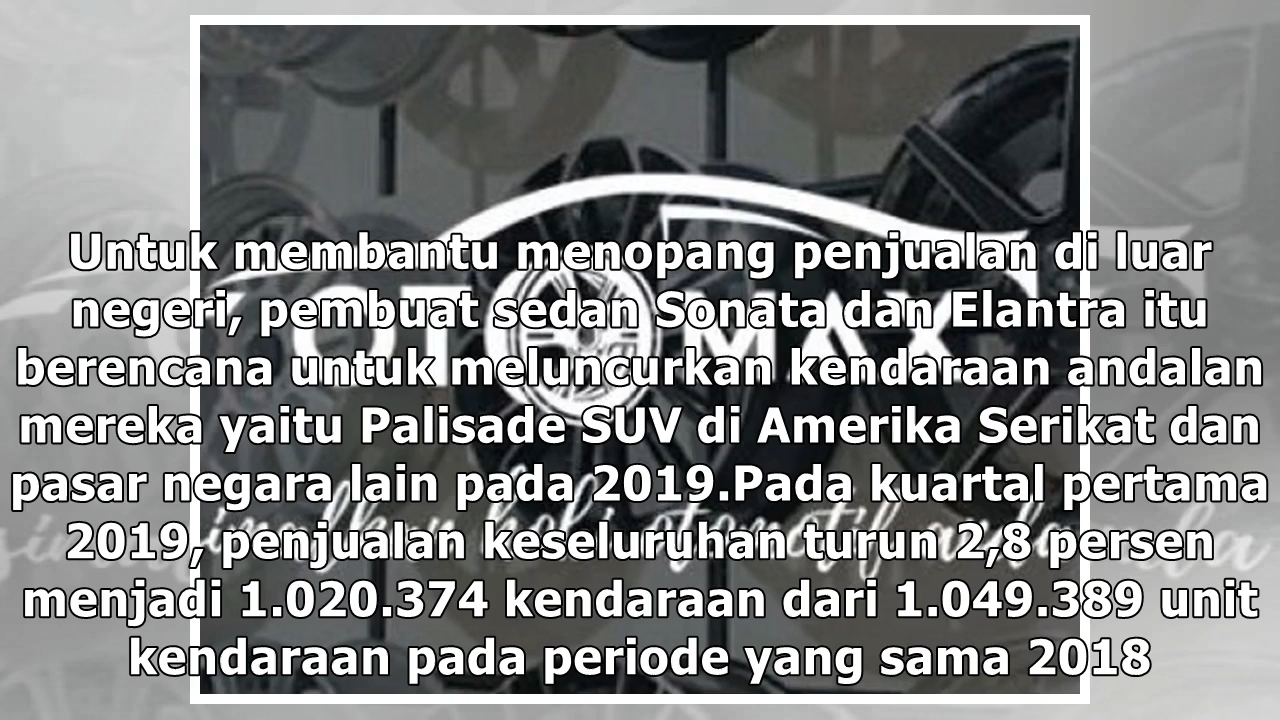 Untuk membantu menopang penjualan di luar
negeri, pembuat sedan Sonata dan Elantra itu
berencana untuk meluncurkan kendaraan andalan
mereka yaitu Palisade SUV di Amerika Serikat dan
pasar negara lain pada 2019.Pada kuartal pertama
2019, penjualan keseluruhan turun 2,8 persen
menjadi 1.020.374 kendaraan dari 1.049.389 unit
kendaraan pada periode yang sama 2018
OTOMAX